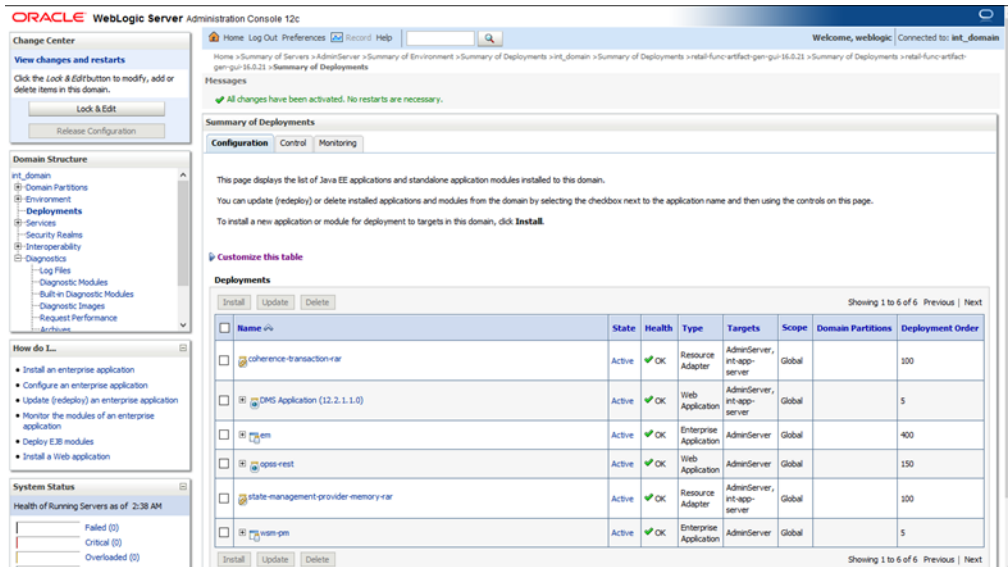 ORACLE WebLogic Server Administration Console 12c
Change Center
View changes and restarts
Click the Lock & Edit button to modify, add or
delete items in this domain.
Lock & Edit
Release Configuration
Domain Structure
int_domain
Domain Partitions
Environment
Deployments
Services
Security Realms
Interoperability
Diagnostics
Log Files
Diagnostic Modules
Built-in Diagnostic Modules
Diagnostic Images
Request Performance
Archives
How do I...
Install an enterprise application
Configure an enterprise application
Update (redeploy) an enterprise application
Monitor the modules of an enterprise
application
Deploy EJB modules
Install a Web application
System Status
Health of Running Servers as of 2:38 AM
Failed (0)
Critical (0)
Overloaded (0)
Home Log Out Preferences Record Help
Welcome, weblogic Connected to: int_domain
Home >Summary of Servers >AdminServer >Summary of Environment >Summary of Deployments >int_domain >Summary of Deployments >retail-func-artifact-gen-gui-16.0.21 >Summary of Deployments >retail-func-artifact-
gen-gui-16.0.21 >Summary of Deployments
Messages
All changes have been activated. No restarts are necessary.
Summary of Deployments
Configuration Control Monitoring
This page displays the list of Java EE applications and standalone application modules installed to this domain.
You can update (redeploy) or delete installed applications and modules from the domain by selecting the checkbox next to the application name and then using the controls on this page.
To install a new application or module for deployment to targets in this domain, click Install.
Customize this table
Deployments
Install Update Delete Showing 1 to 6 of 6 Previous | Next
Name State Health Type Targets Scope Domain Partitions Deployment Order
coherence-transaction-rar Active OK Resource Adapter AdminServer, int-app-server Global 100
DMS Application (12.2.1.1.0) Active OK Web Application AdminServer, int-app-server Global 5
em Active OK Enterprise Application AdminServer Global 400
opss-rest Active OK Web Application AdminServer Global 150
state-management-provider-memory-rar Active OK Resource Adapter AdminServer, int-app-server Global 100
wsm-pm Active OK Enterprise Application AdminServer Global 5
Install Update Delete Showing 1 to 6 of 6 Previous | Next